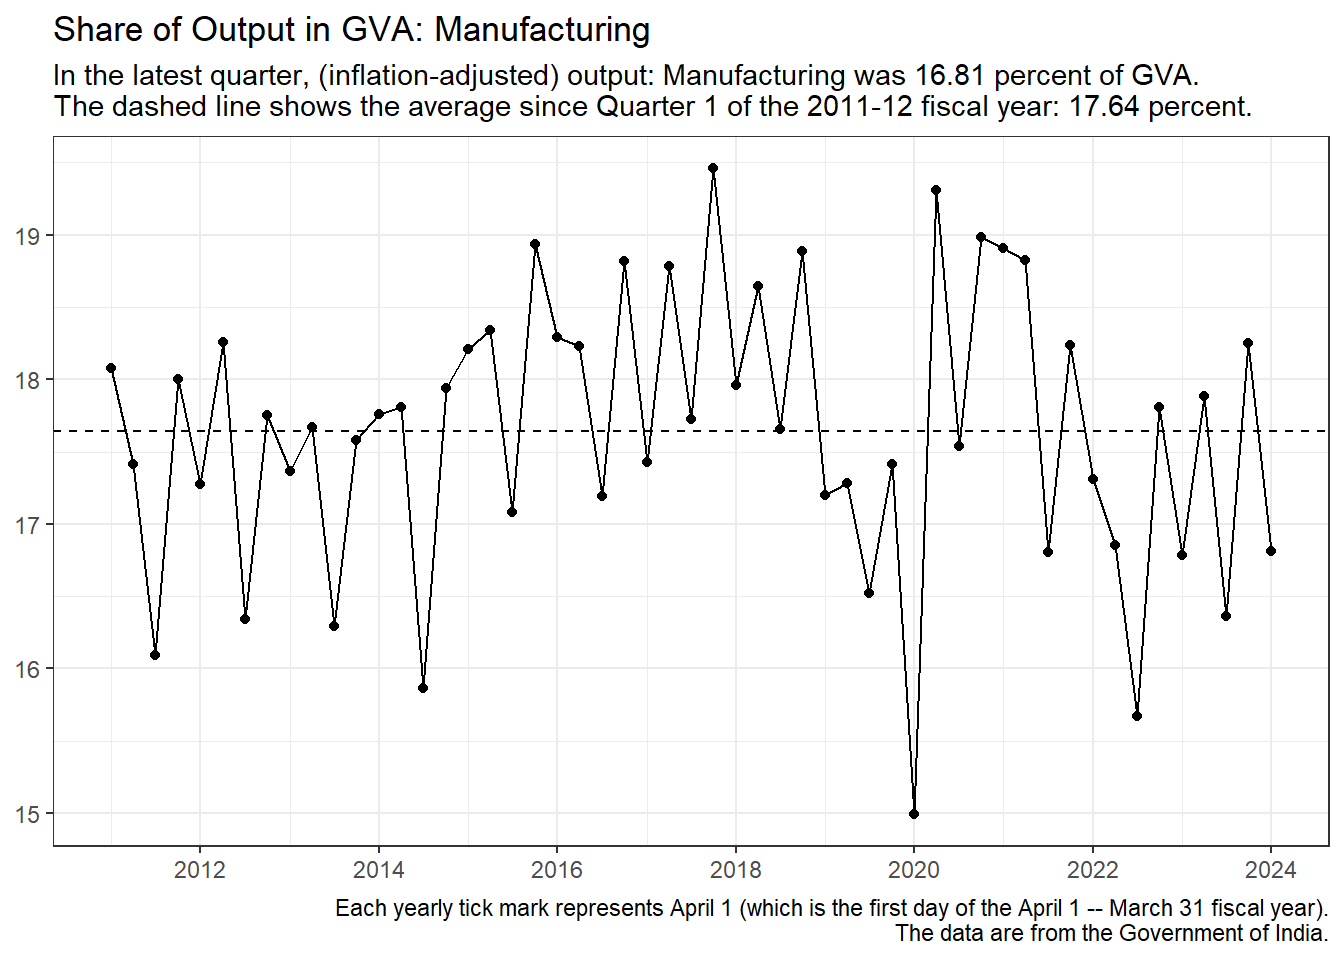 Share of Output in GVA: Manufacturing
In the latest quarter, (inflation-adjusted) output: Manufacturing was 16.81 percent of GVA.
The dashed line shows the average since Quarter 1 of the 2011-12 fiscal year: 17.64 percent.
19
18
17
16
15
2012 2014 2016 2018 2020 2022 2024
Each yearly tick mark represents April 1 (which is the first day of the April 1 -- March 31 fiscal year).
The data are from the Government of India.